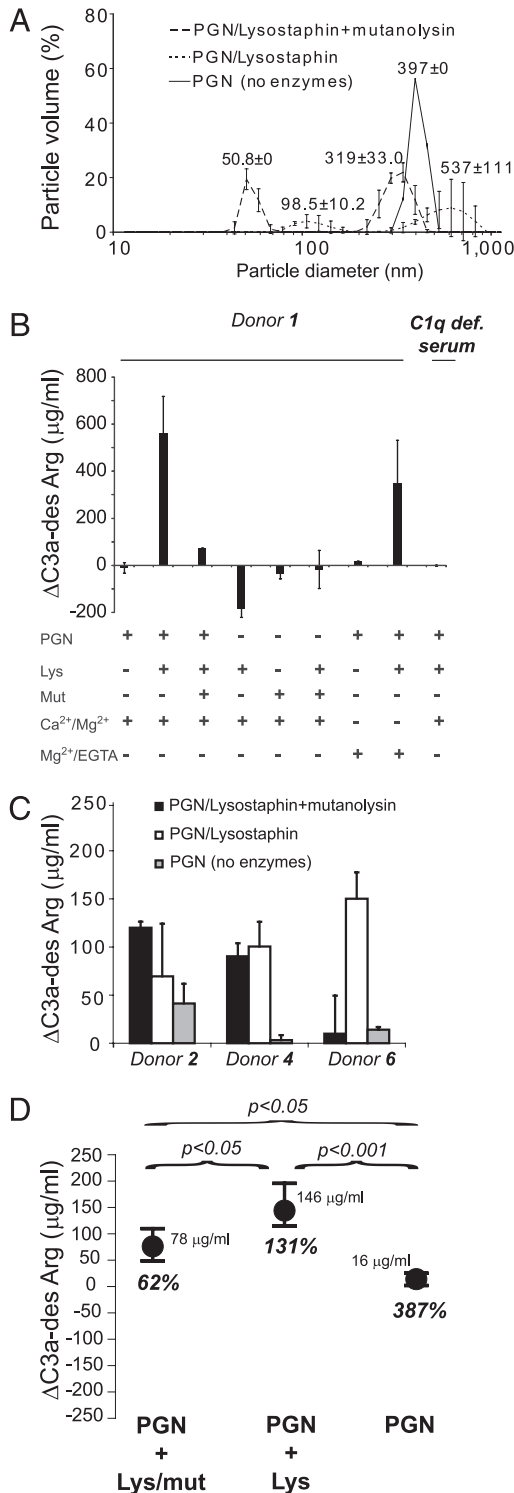 A
PGN/Lysostaphin+mutanolysin
PGN/Lysostaphin
PGN (no enzymes)
397±0
50.8±0
319±33.0
537±111
98.5±10.2
Particle volume (%)
80
60
40
20
0
10 100 1,000
Particle diameter (nm)
B
Donor 1
C1q def.
serum
ΔC3a-des Arg (μg/ml)
800
600
400
200
0
-200
PGN + + + - - - + + +
Lys - + + + - + - + +
Mut - - + - + + - - -
Ca2+/Mg2+ + + + + + + - - +
Mg2+/EGTA - - - - - - + + -
C
PGN/Lysostaphin+mutanolysin
PGN/Lysostaphin
PGN (no enzymes)
ΔC3a-des Arg (μg/ml)
250
200
150
100
50
0
Donor 2 Donor 4 Donor 6
D
p<0.05
p<0.05 p<0.001
ΔC3a-des Arg (μg/ml)
250
200
150
100
50
0
-50
-100
-150
-200
-250
78 μg/ml
62%
146 μg/ml
131%
16 μg/ml
387%
PGN
+
Lys/mut
PGN
+
Lys
PGN